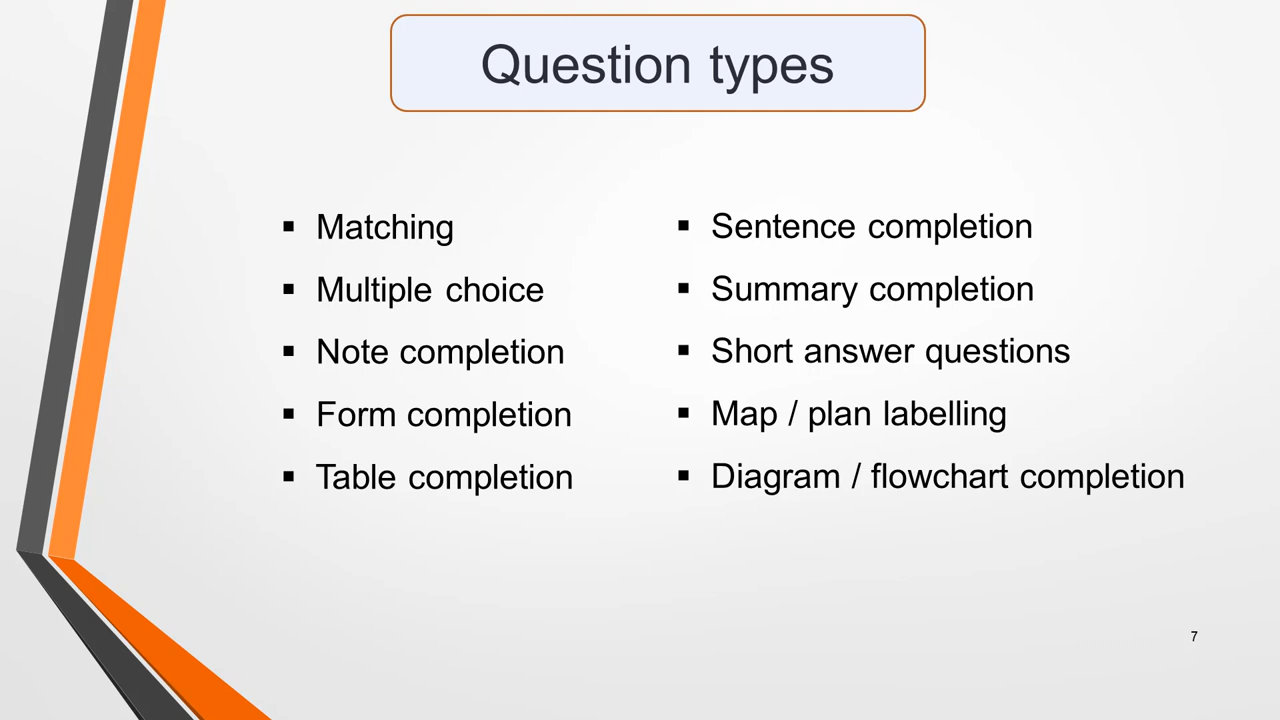 Question types
▪ Matching
▪ Multiple choice
▪ Note completion
▪ Form completion
▪ Table completion
▪ Sentence completion
▪ Summary completion
▪ Short answer questions
▪ Map / plan labelling
▪ Diagram / flowchart completion
7